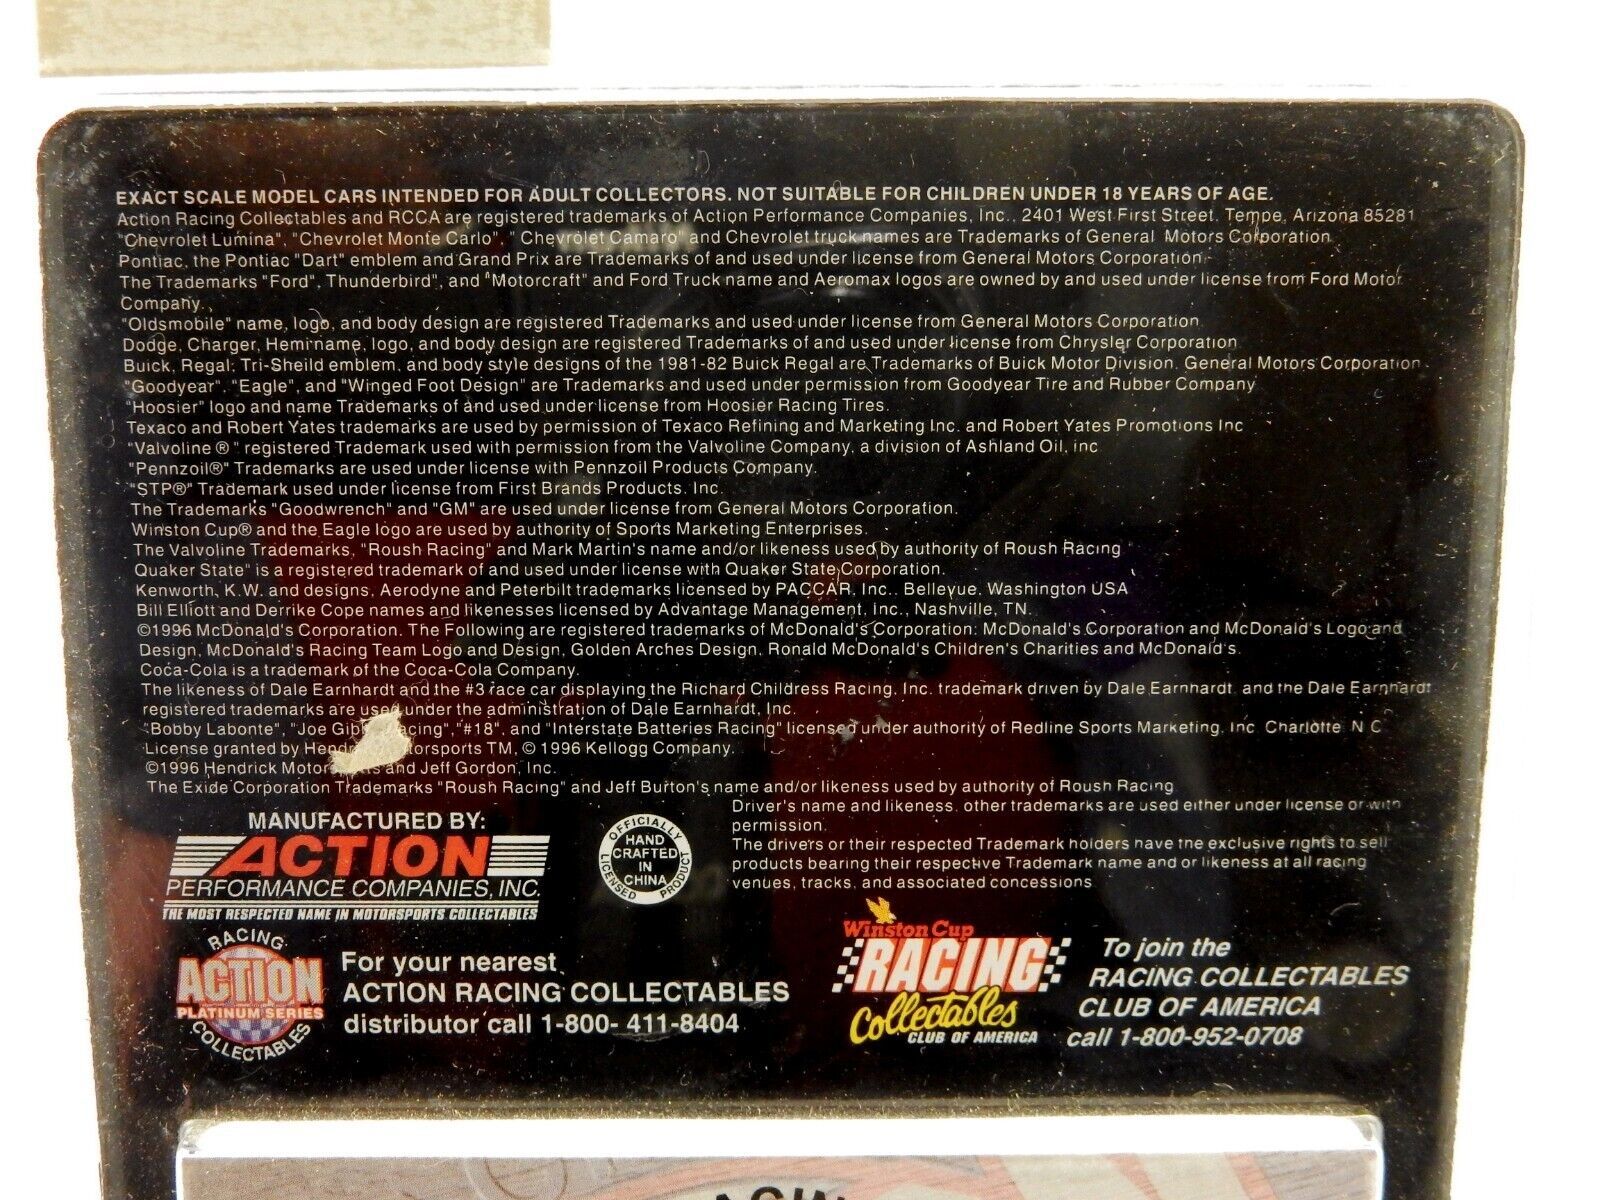 EXACT SCALE MODEL CARS INTENDED FOR ADULT COLLECTORS. NOT SUITABLE FOR CHILDREN UNDER 18 YEARS OF AGE.
Action Racing Collectables and RCCA are registered trademarks of Action Performance Companies, Inc., 2401 West First Street, Tempe, Arizona 85281
"Chevrolet Lumina", "Chevrolet Monte Carlo", " Chevrolet Camaro" and Chevrolet truck names are Trademarks of General Motors Corporation
Pontiac, the Pontiac "Dart" emblem and Grand Prix are Trademarks of and used under license from General Motors Corporation
The Trademarks "Ford", Thunderbird", and "Motorcraft" and Ford Truck name and Aeromax logos are owned by and used under license from Ford Motor
Company.
"Oldsmobile" name, logo, and body design are registered Trademarks and used under license from General Motors Corporation
Dodge, Charger, Hemi name, logo, and body design are registered Trademarks of and used under license from Chrysler Corporation
Buick, Regal, Tri-Sheild emblem, and body style designs of the 1981-82 Buick Regal are Trademarks of Buick Motor Division, General Motors Corporation
"Goodyear", "Eagle", and "Winged Foot Design" are Trademarks and used under permission from Goodyear Tire and Rubber Company
"Hoosier" logo and name Trademarks of and used under license from Hoosier Racing Tires.
Texaco and Robert Yates trademarks are used by permission of Texaco Refining and Marketing Inc. and Robert Yates Promotions Inc
"Valvoline ® " registered Trademark used with permission from the Valvoline Company, a division of Ashland Oil, inc
"Pennzoil®" Trademarks are used under license with Pennzoil Products Company.
"STP®" Trademark used under license from First Brands Products, Inc.
The Trademarks "Goodwrench" and "GM" are used under license from General Motors Corporation.
Winston Cup® and the Eagle logo are used by authority of Sports Marketing Enterprises.
The Valvoline Trademarks, "Roush Racing" and Mark Martin's name and/or likeness used by authority of Roush Racing
Quaker State" is a registered trademark of and used under license with Quaker State Corporation.
Kenworth, K.W. and designs, Aerodyne and Peterbilt trademarks licensed by PACCAR, Inc., Bellevue, Washington USA
Bill Elliott and Derrike Cope names and likenesses licensed by Advantage Management, Inc., Nashville, TN.
©1996 McDonald's Corporation. The Following are registered trademarks of McDonald's Corporation: McDonald's Corporation and McDonald's Logo and
Design, McDonald's Racing Team Logo and Design, Golden Arches Design, Ronald McDonald's Children's Charities and McDonald's.
Coca-Cola is a trademark of the Coca-Cola Company.
The likeness of Dale Earnhardt and the #3 race car displaying the Richard Childress Racing, Inc. trademark driven by Dale Earnhardt and the Dale Earnhardt
registered trademarks are used under the administration of Dale Earnhardt, Inc.
"Bobby Labonte", "Joe Gib Racing","#18", and "Interstate Batteries Racing" licensed under authority of Redline Sports Marketing, Inc Charlotte N C
License granted by Hend otorsports TM, © 1996 Kellogg Company.
©1996 Hendrick Motor s and Jeff Gordon, Inc.
The Exide Corporation Trademarks "Roush Racing" and Jeff Burton's name and/or likeness used by authority of Roush Racing
Driver's name and likeness, other trademarks are used either under license or with
permission.
The drivers or their respective Trademark holders have the exclusive rights to sell
products bearing their respective Trademark name and or likeness at all racing
venues, tracks, and associated concessions
MANUFACTURED BY:
ACTION
PERFORMANCE COMPANIES, INC.
THE MOST RESPECTED NAME IN MOTORSPORTS COLLECTABLES
OFFICIALLY LICENSED PRODUCT
HAND
CRAFTED
IN
CHINA
RACING
ACTION
PLATINUM SERIES
COLLECTABLES
For your nearest
ACTION RACING COLLECTABLES
distributor call 1-800- 411-8404
Winston Cup
RACING
Collectables
CLUB OF AMERICA
To join the
RACING COLLECTABLES
CLUB OF AMERICA
call 1-800-952-0708